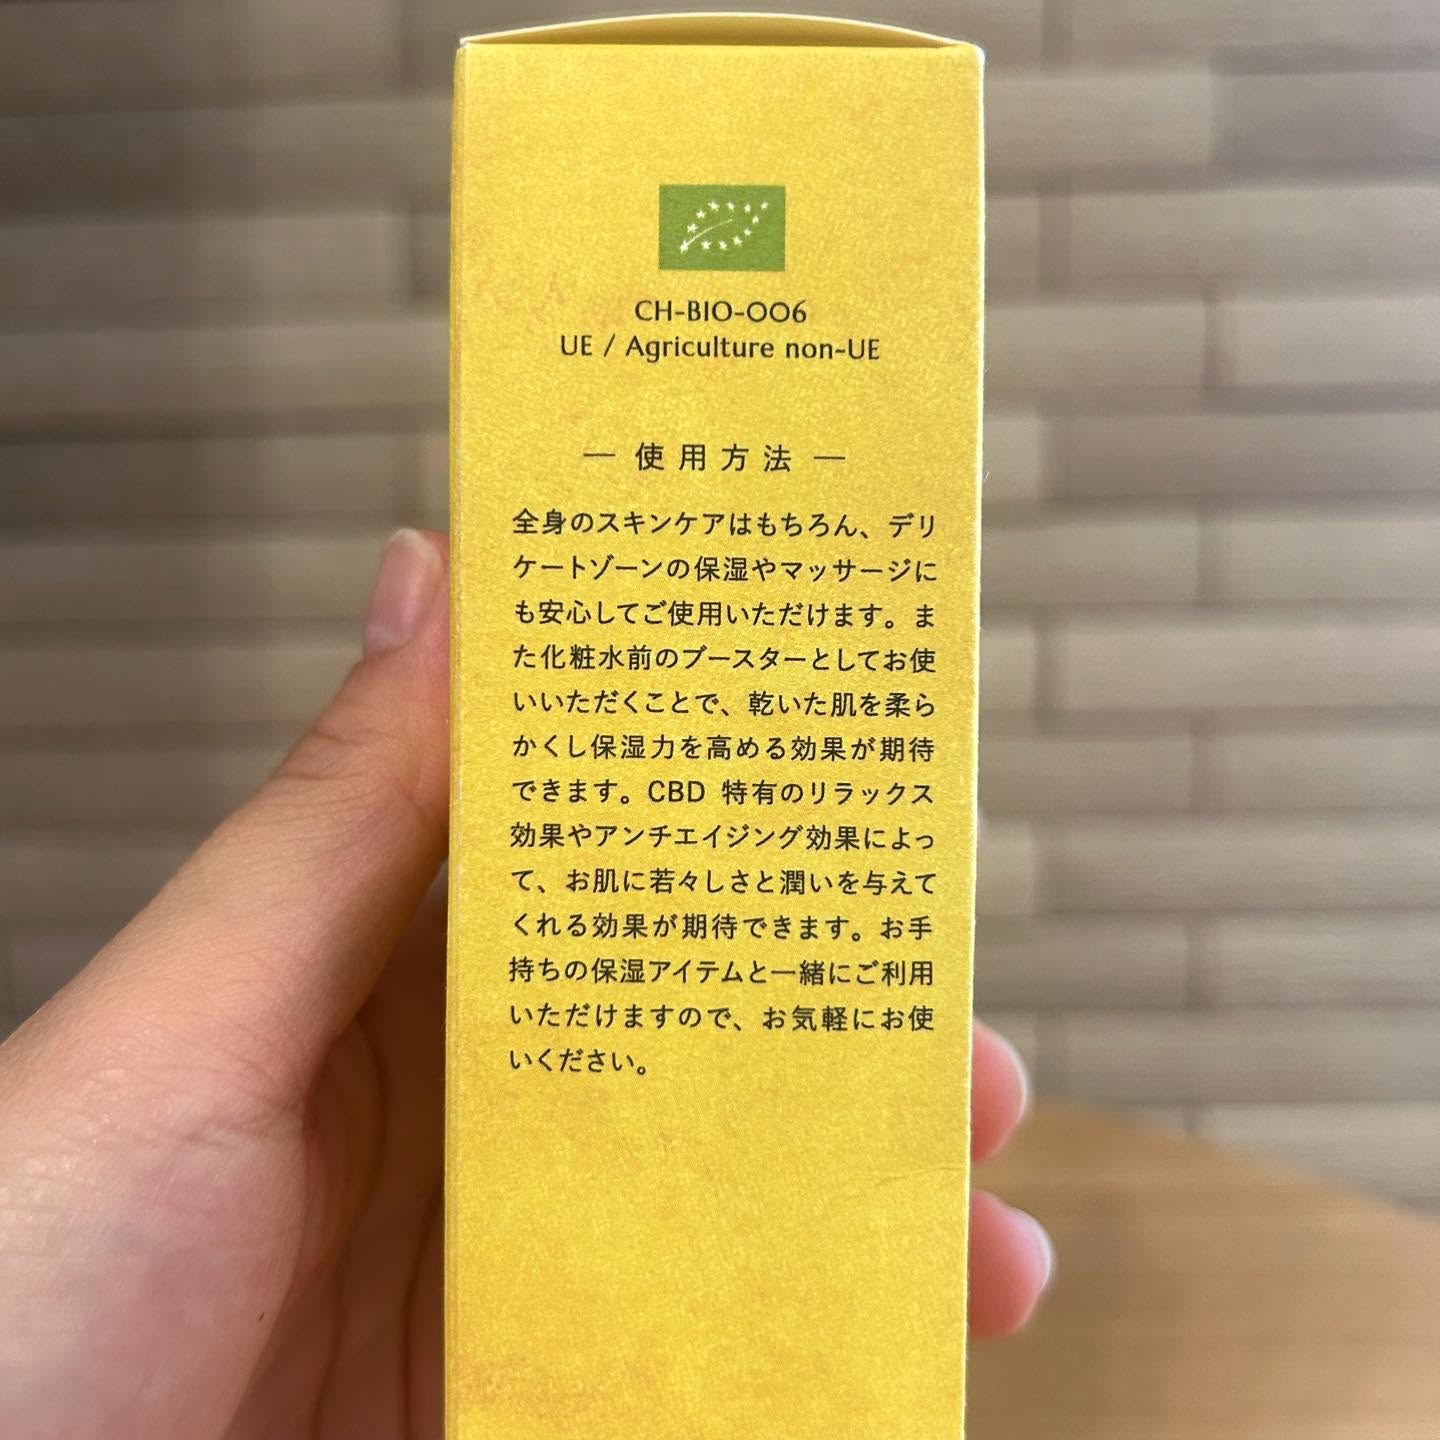 CH-BIO-006
UE / Agriculture non-UE
— 使用方法 —
全身のスキンケアはもちろん、デリ
ケートゾーンの保湿やマッサージに
も安心してご使用いただけます。ま
た化粧水前のブースターとしてお使
いいただくことで、乾いた肌を柔ら
かくし保湿力を高める効果が期待
できます。CBD 特有のリラックス
効果やアンチエイジング効果によっ
て、お肌に若々しさと潤いを与えて
くれる効果が期待できます。お手
持ちの保湿アイテムと一緒にご利用
いただけますので、お気軽にお使
いください。